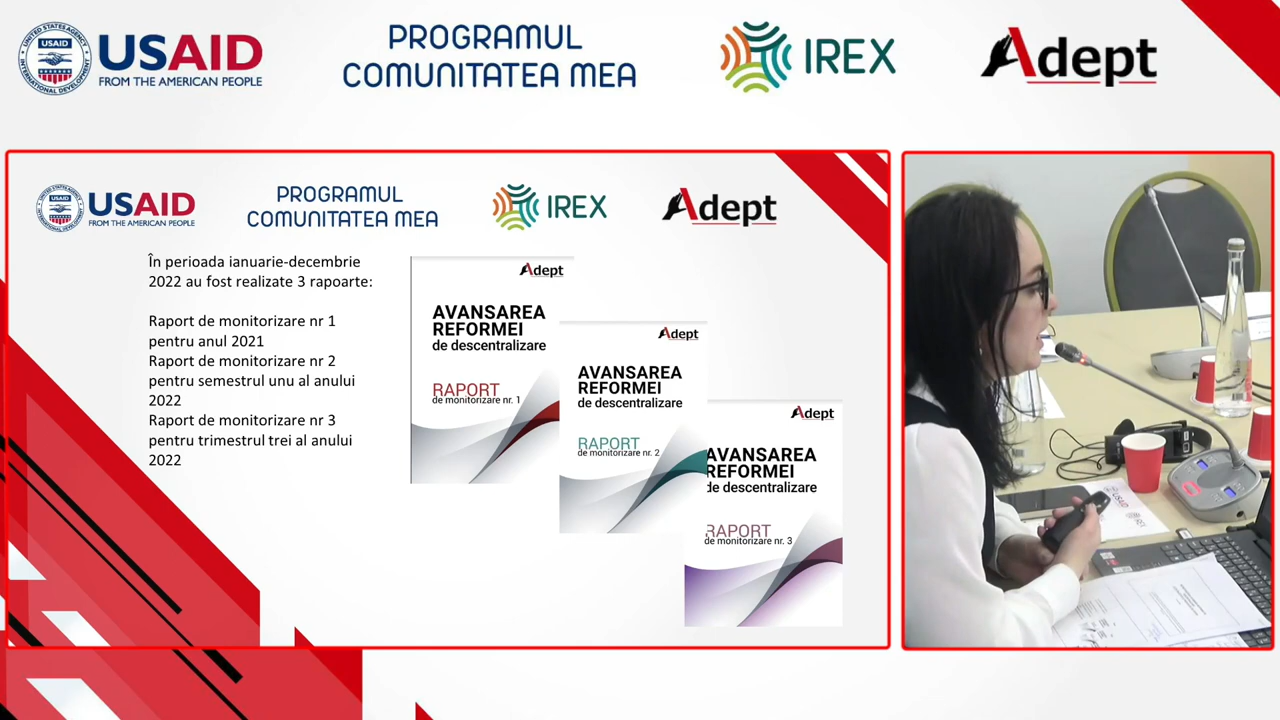 USAID
FROM THE AMERICAN PEOPLE
PROGRAMUL
COMUNITATEA MEA
IREX
Adept
USAID
FROM THE AMERICAN PEOPLE
PROGRAMUL
COMUNITATEA MEA
IREX
Adept
În perioada ianuarie-decembrie
2022 au fost realizate 3 rapoarte:
Raport de monitorizare nr 1
pentru anul 2021
Raport de monitorizare nr 2
pentru semestrul unu al anului
2022
Raport de monitorizare nr 3
pentru trimestrul trei al anului
2022
Adept
AVANSAREA
REFORMEI
de descentralizare
RAPORT
de monitorizare nr. 1
Adept
AVANSAREA
REFORMEI
de descentralizare
RAPORT
de monitorizare nr. 2
Adept
AVANSAREA
REFORMEI
de descentralizare
RAPORT
de monitorizare nr. 3
USAID
IREX